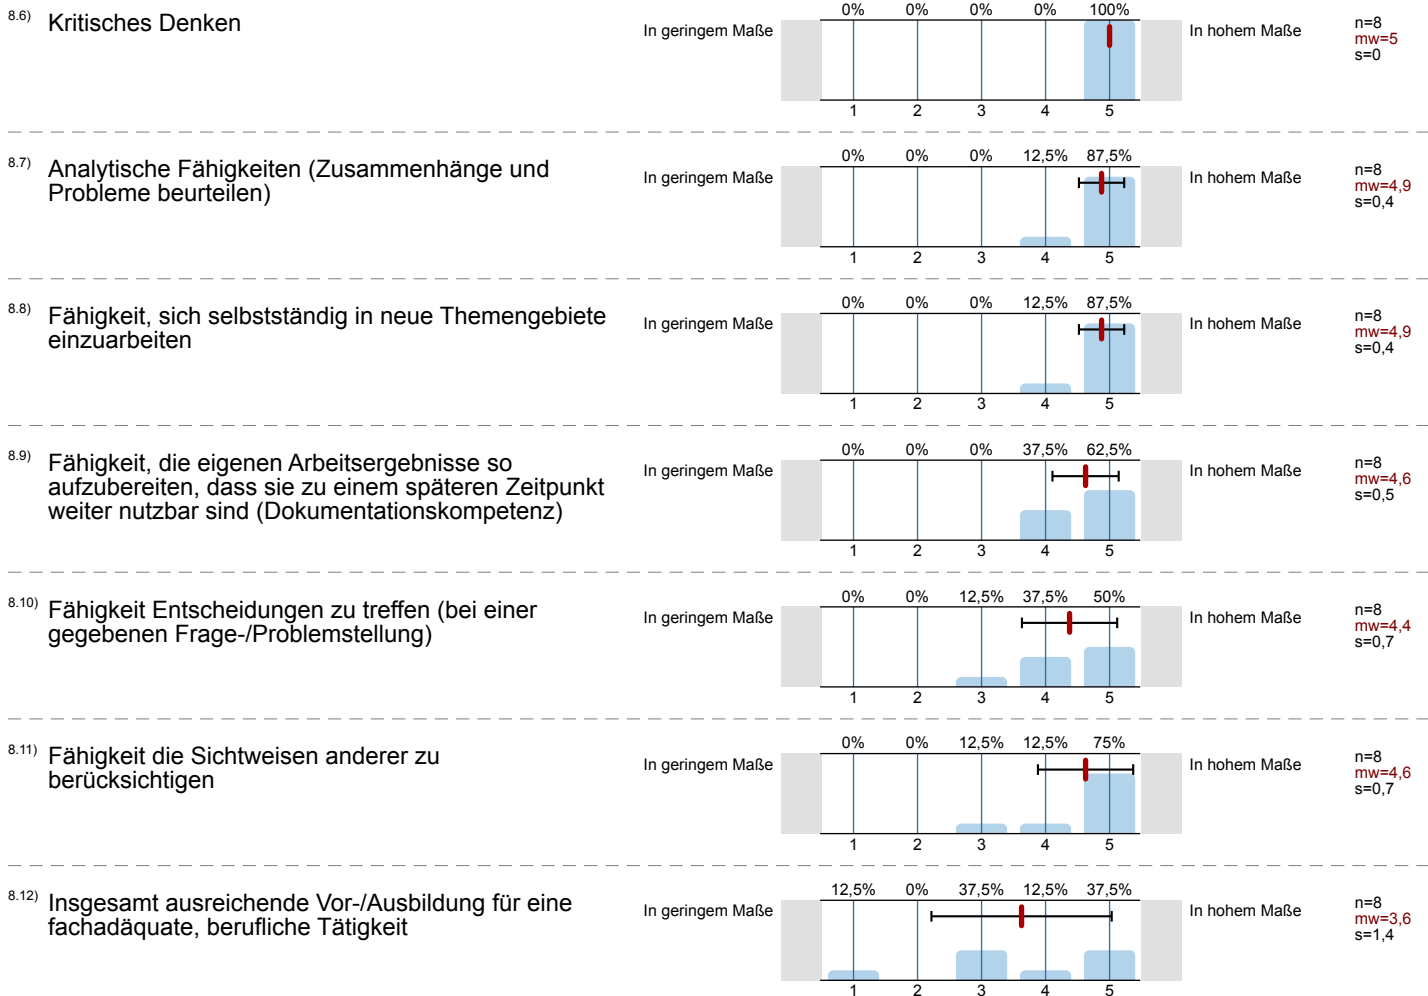 8.6) Kritisches Denken
In geringem Maße
0% 0% 0% 0% 100%
1 2 3 4 5
In hohem Maße
n=8
mw=5
s=0
8.7) Analytische Fähigkeiten (Zusammenhänge und
Probleme beurteilen)
In geringem Maße
0% 0% 0% 12,5% 87,5%
1 2 3 4 5
In hohem Maße
n=8
mw=4,9
s=0,4
8.8) Fähigkeit, sich selbstständig in neue Themengebiete
einzuarbeiten
In geringem Maße
0% 0% 0% 12,5% 87,5%
1 2 3 4 5
In hohem Maße
n=8
mw=4,9
s=0,4
8.9) Fähigkeit, die eigenen Arbeitsergebnisse so
aufzubereiten, dass sie zu einem späteren Zeitpunkt
weiter nutzbar sind (Dokumentationskompetenz)
In geringem Maße
0% 0% 0% 37,5% 62,5%
1 2 3 4 5
In hohem Maße
n=8
mw=4,6
s=0,5
8.10) Fähigkeit Entscheidungen zu treffen (bei einer
gegebenen Frage-/Problemstellung)
In geringem Maße
0% 0% 12,5% 37,5% 50%
1 2 3 4 5
In hohem Maße
n=8
mw=4,4
s=0,7
8.11) Fähigkeit die Sichtweisen anderer zu
berücksichtigen
In geringem Maße
0% 0% 12,5% 12,5% 75%
1 2 3 4 5
In hohem Maße
n=8
mw=4,6
s=0,7
8.12) Insgesamt ausreichende Vor-/Ausbildung für eine
fachadäquate, berufliche Tätigkeit
In geringem Maße
12,5% 0% 37,5% 12,5% 37,5%
1 2 3 4 5
In hohem Maße
n=8
mw=3,6
s=1,4